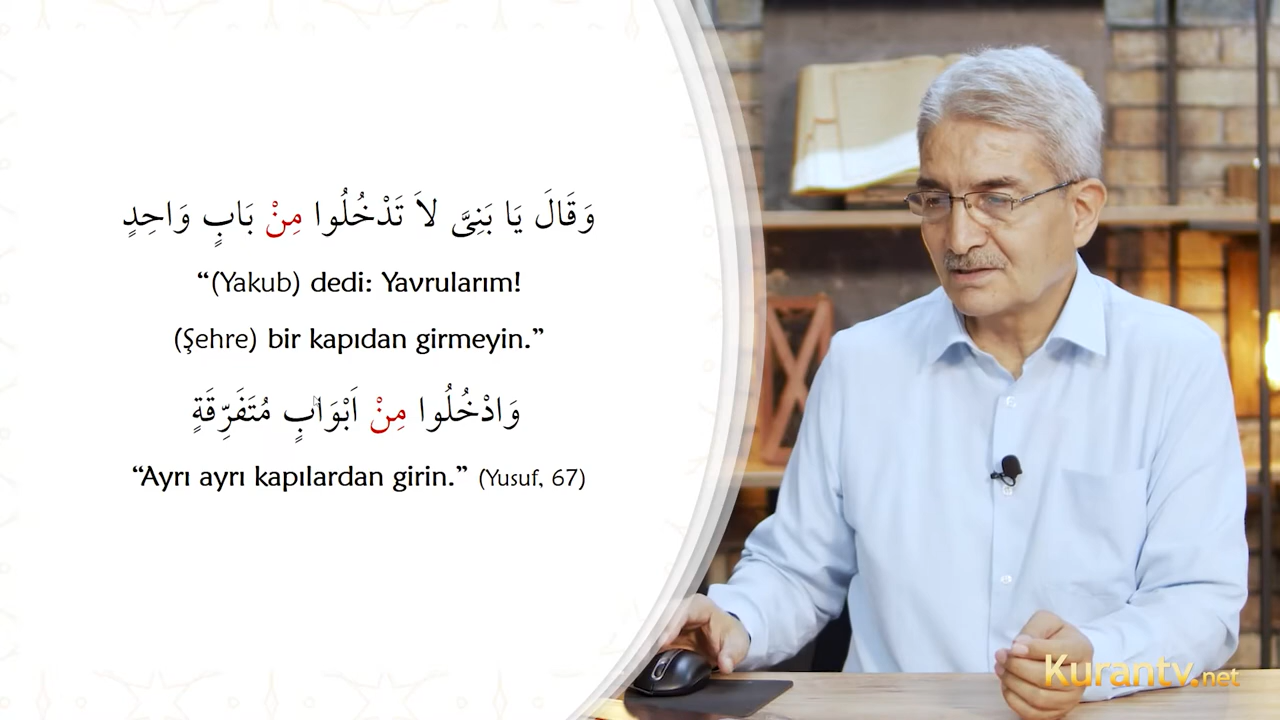 وَقَالَ يَا بَنِىَّ لاَ تَدْخُلُوا مِنْ بَابٍ وَاحِدٍ
“(Yakub) dedi: Yavrularım!
(Şehre) bir kapıdan girmeyin.”
وَادْخُلُوا مِنْ اَبْوَابٍ مُتَفَرِّقَةٍ
“Ayrı ayrı kapılardan girin.” (Yusuf, 67)
Kurantv.net